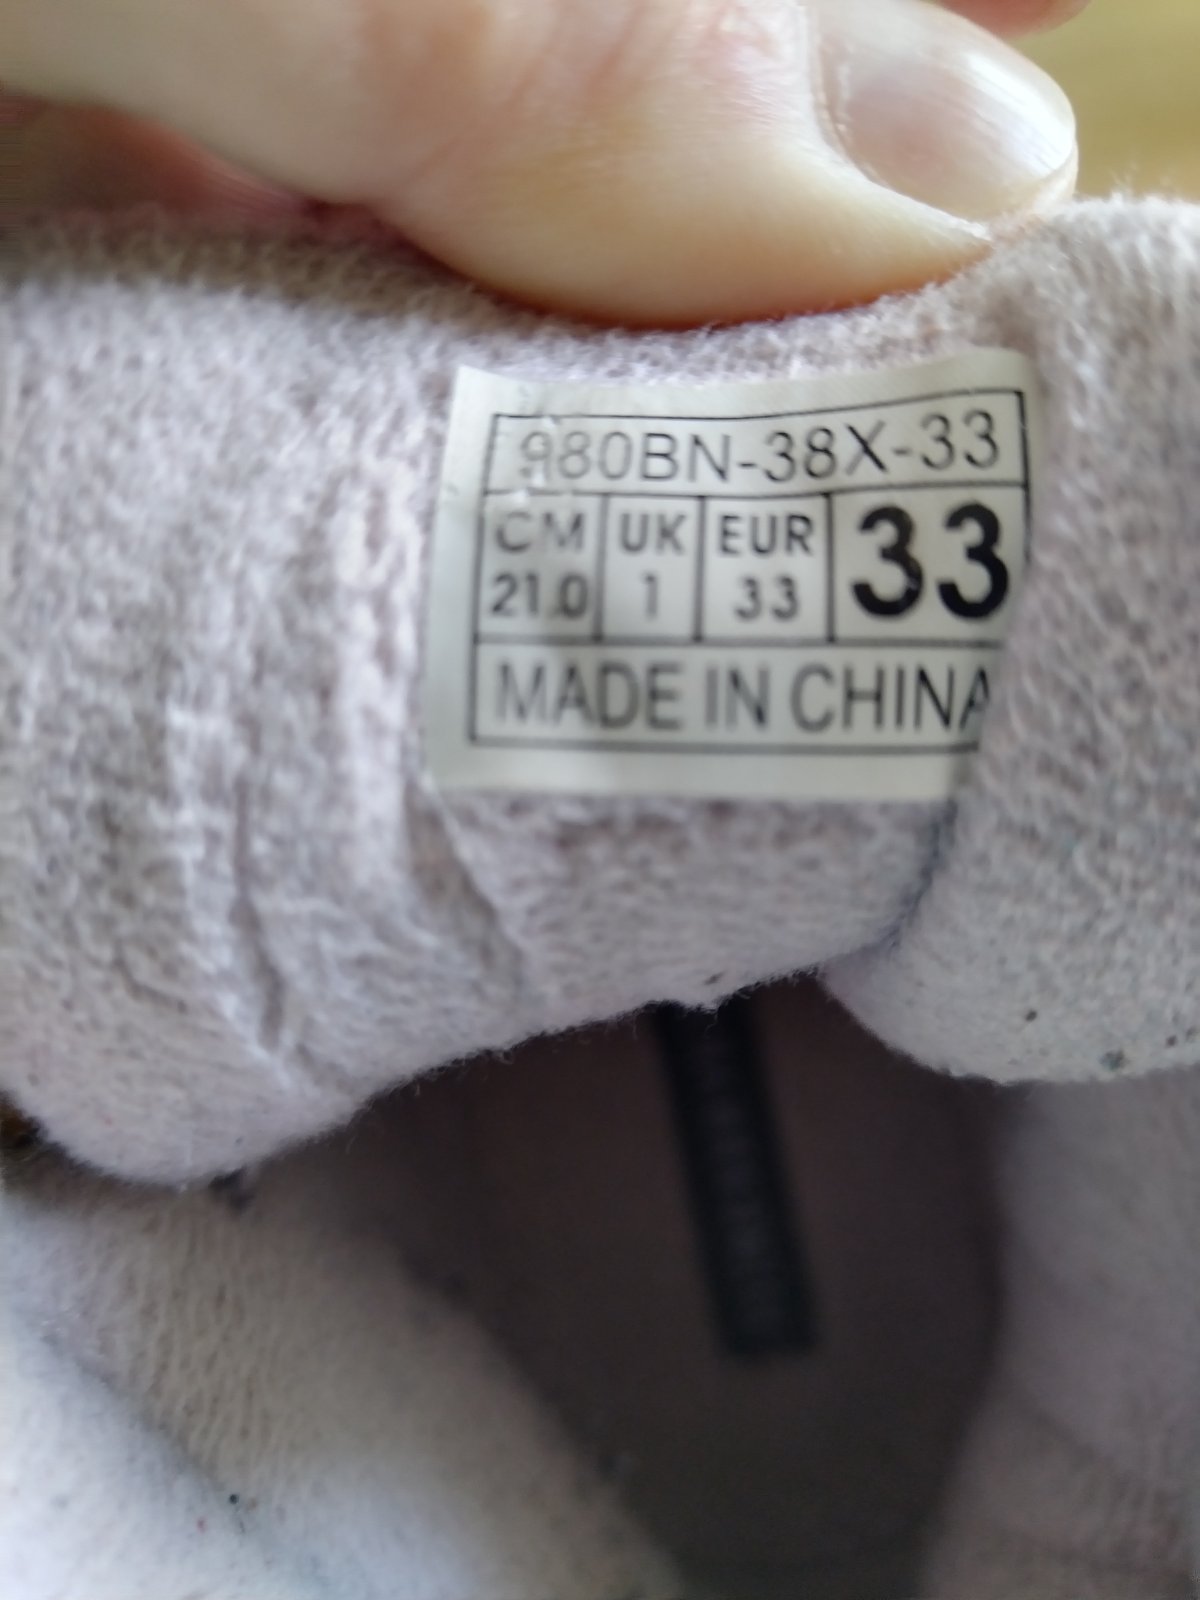 980BN-38X-33
CM UK EUR 33
21.0 1 33
MADE IN CHINA